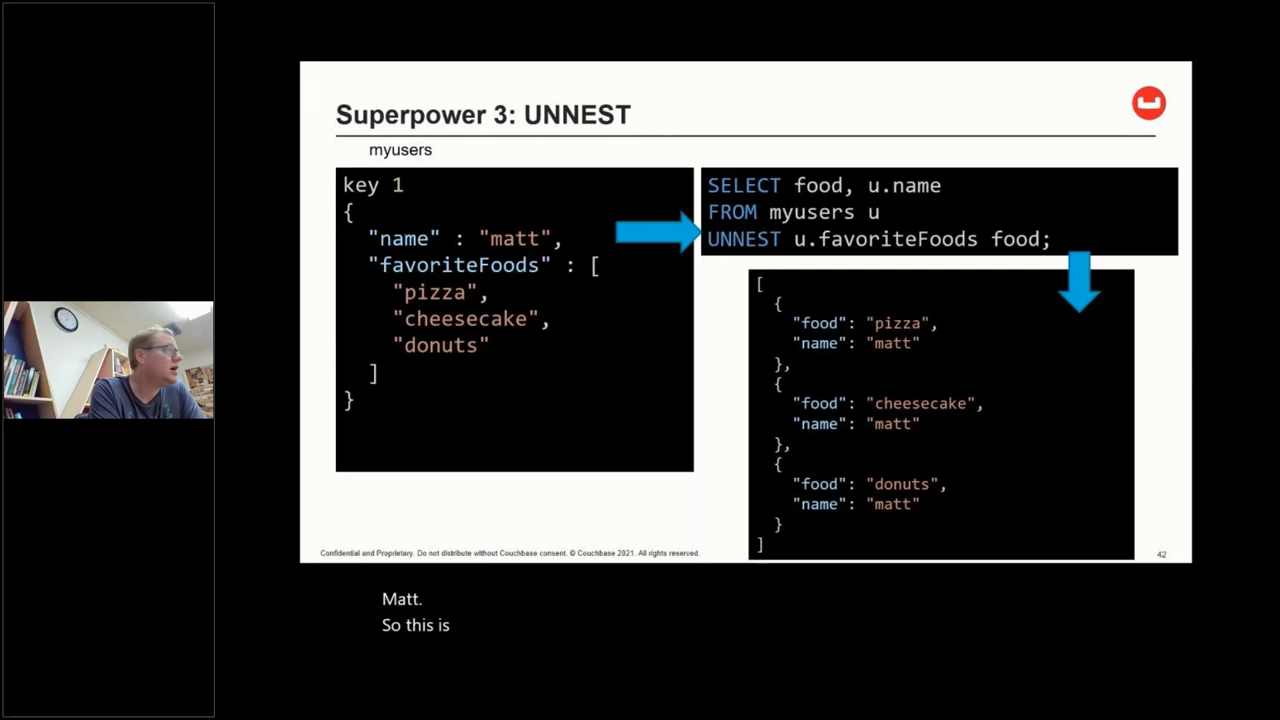 Superpower 3: UNNEST
myusers
key 1
{
"name" : "matt",
"favoriteFoods" : [
"pizza",
"cheesecake",
"donuts"
]
}
SELECT food, u.name
FROM myusers u
UNNEST u.favoriteFoods food;
[
{
"food": "pizza",
"name": "matt"
},
{
"food": "cheesecake",
"name": "matt"
},
{
"food": "donuts",
"name": "matt"
}
]
Confidential and Proprietary. Do not distribute without Couchbase consent. © Couchbase 2021. All rights reserved.
42
Matt.
So this is